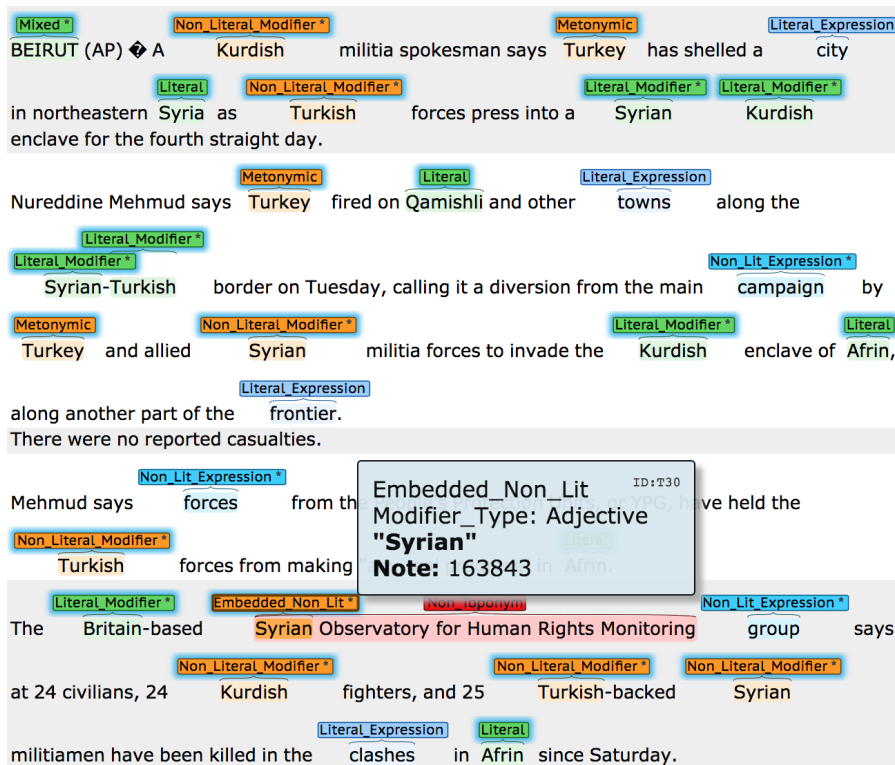 Mixed * Non_Literal_Modifier * Metonymic Literal_Expression
BEIRUT (AP) � A Kurdish militia spokesman says Turkey has shelled a city
Literal Non_Literal_Modifier * Literal_Modifier * Literal_Modifier *
in northeastern Syria as Turkish forces press into a Syrian Kurdish
enclave for the fourth straight day.
Metonymic Literal Literal_Expression
Nureddine Mehmud says Turkey fired on Qamishli and other towns along the
Literal_Modifier *
Literal_Modifier * Non_Lit_Expression *
Syrian-Turkish border on Tuesday, calling it a diversion from the main campaign by
Metonymic Non_Literal_Modifier * Literal_Modifier * Literal
Turkey and allied Syrian militia forces to invade the Kurdish enclave of Afrin,
Literal_Expression
along another part of the frontier.
There were no reported casualties.
Non_Lit_Expression *
Mehmud says forces from the People's Protection Units, or YPG, have held the
Non_Literal_Modifier * Literal
Turkish forces from making in Afrin.
Embedded_Non_Lit ID:T30
Modifier_Type: Adjective
"Syrian"
Note: 163843
Literal_Modifier * Embedded_Non_Lit * Non_Toponym Non_Lit_Expression *
The Britain-based Syrian Observatory for Human Rights Monitoring group says
Non_Literal_Modifier * Non_Literal_Modifier * Non_Literal_Modifier *
at 24 civilians, 24 Kurdish fighters, and 25 Turkish-backed Syrian
Literal_Expression Literal
militiamen have been killed in the clashes in Afrin since Saturday.